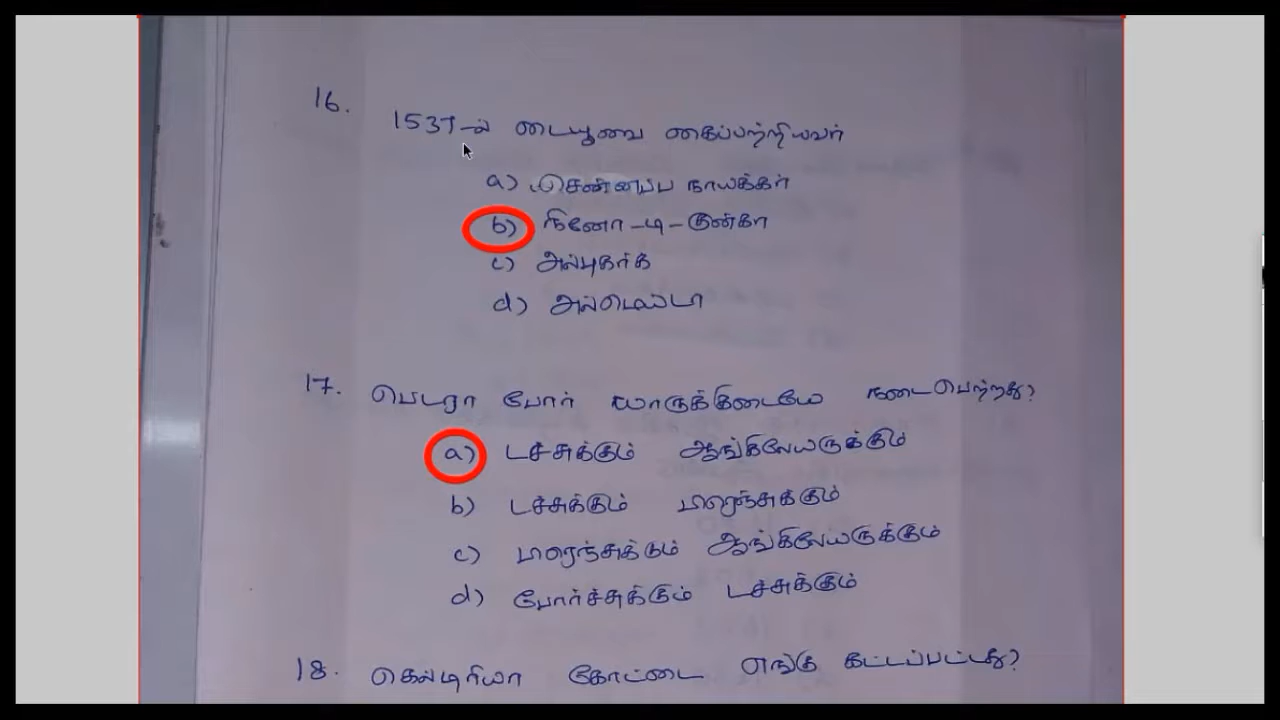 16. 1537-ல் டையூவை கைப்பற்றியவர்
a) சென்னப்ப நாயக்கர்
b) நினோ-டி-குன்கா
c) அல்புகர்க்
d) அல்மெய்டா
17. பெடரா போர் யாருக்கிடையே நடைபெற்றது?
a) டச்சுக்கும் ஆங்கிலேயருக்கும்
b) டச்சுக்கும் பிரெஞ்சுக்கும்
c) பிரெஞ்சுக்கும் ஆங்கிலேயருக்கும்
d) போர்ச்சுக்கும் டச்சுக்கும்
18. கெல்டிரியா கோட்டை எங்கு கட்டப்பட்டது?